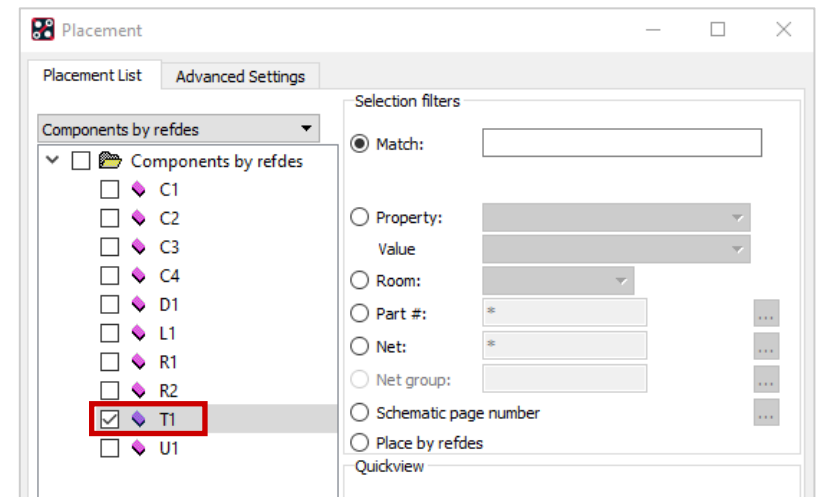 Placement
Placement List
Advanced Settings
Components by refdes
Components by refdes
C1
C2
C3
C4
D1
L1
R1
R2
T1
U1
Selection filters
Match:
Property:
Value
Room:
Part #: * ...
Net: * ...
Net group: ...
Schematic page number ...
Place by refdes
Quickview